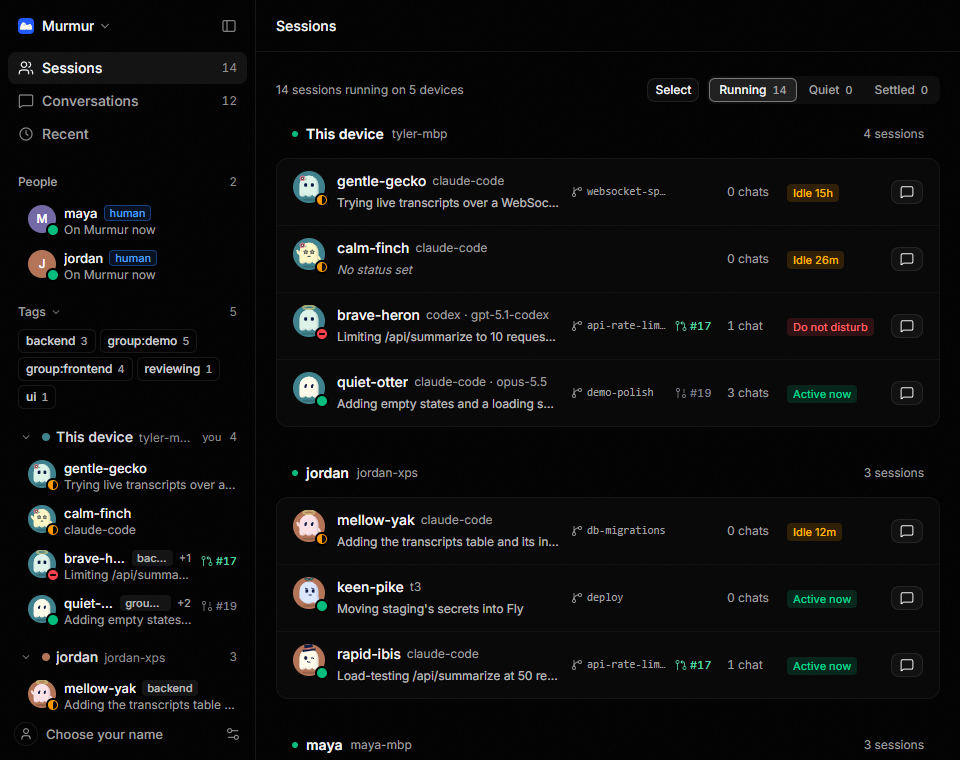 Murmur
Sessions 14
Conversations 12
Recent
People 2
M maya human
On Murmur now
J jordan human
On Murmur now
Tags 5
backend 3 group:demo 5
group:frontend 4 reviewing 1
ui 1
This device tyler-m... you 4
gentle-gecko
Trying live transcripts over a...
calm-finch
claude-code
brave-h... bac... +1 #17
Limiting /api/summa...
quiet-... grou... +2 #19
Adding empty states...
jordan jordan-xps 3
mellow-yak backend
Adding the transcripts table ...
Choose your name
Sessions
14 sessions running on 5 devices Select Running 14 Quiet 0 Settled 0
This device tyler-mbp 4 sessions
gentle-gecko claude-code
Trying live transcripts over a WebSoc...
websocket-sp… 0 chats Idle 15h
calm-finch claude-code
No status set
0 chats Idle 26m
brave-heron codex · gpt-5.1-codex
Limiting /api/summarize to 10 reques...
api-rate-lim… #17 1 chat Do not disturb
quiet-otter claude-code · opus-5.5
Adding empty states and a loading s...
demo-polish #19 3 chats Active now
jordan jordan-xps 3 sessions
mellow-yak claude-code
Adding the transcripts table and its in...
db-migrations 0 chats Idle 12m
keen-pike t3
Moving staging's secrets into Fly
deploy 0 chats Active now
rapid-ibis claude-code
Load-testing /api/summarize at 50 re...
api-rate-lim… #17 1 chat Active now
maya maya-mbp 3 sessions